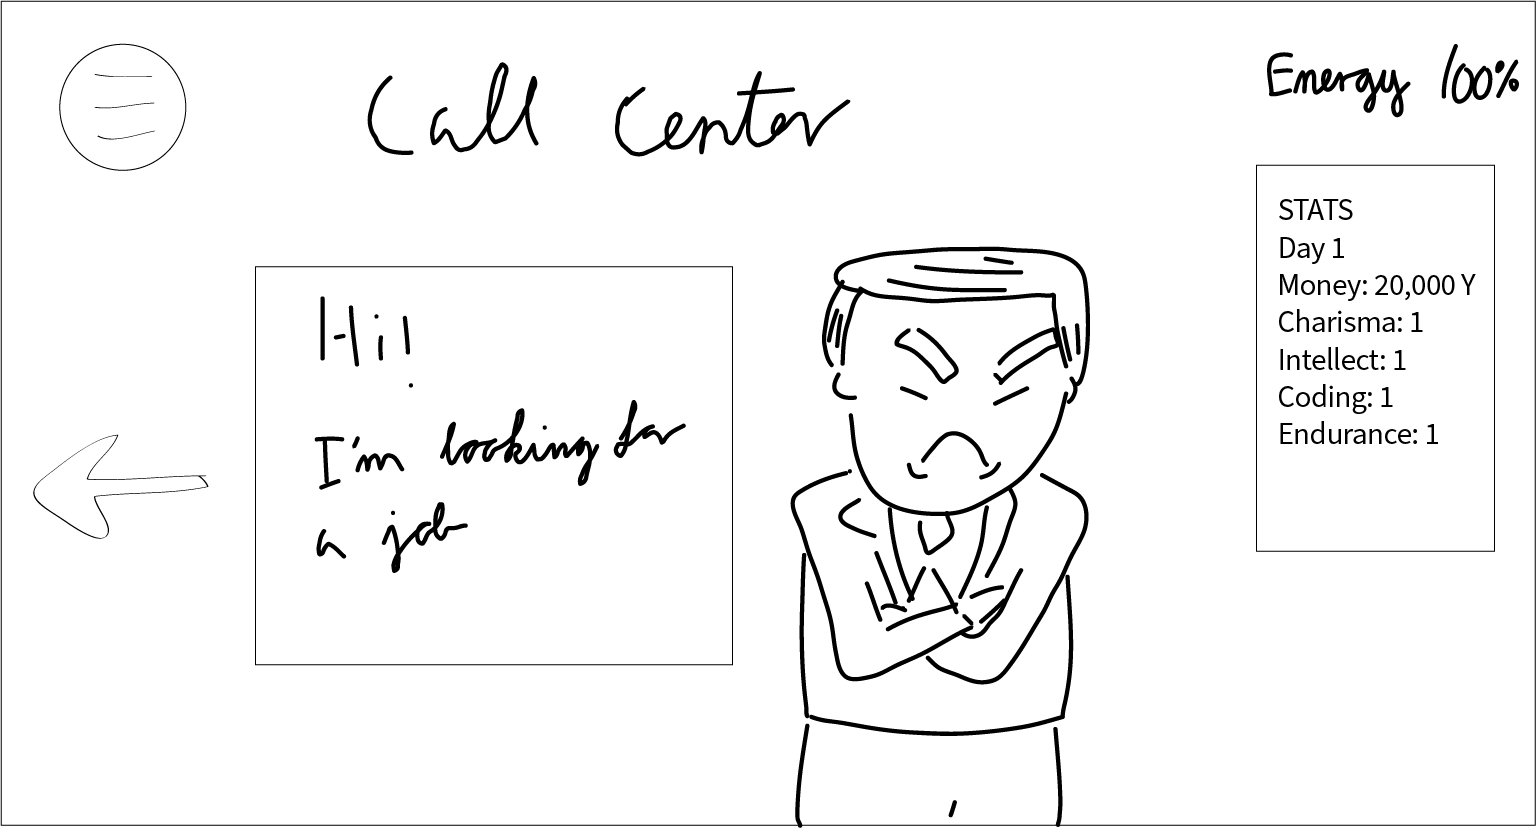 Call Center
Energy 100%
STATS
Day 1
Money: 20,000 Y
Charisma: 1
Intellect: 1
Coding: 1
Endurance: 1
Hi!
I'm looking for
a job